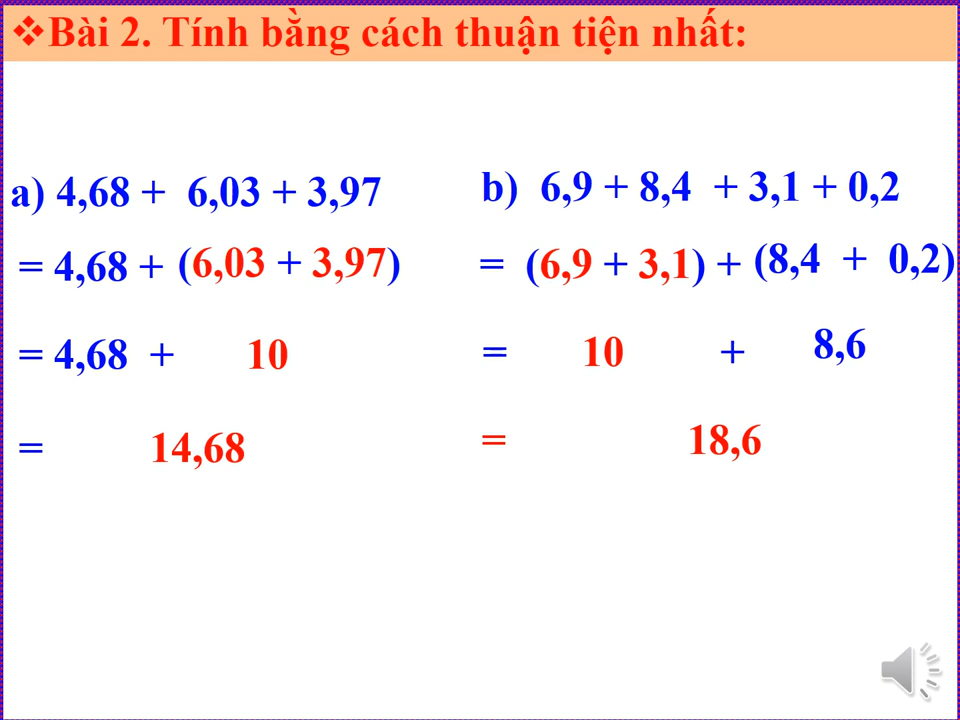 ❖Bài 2. Tính bằng cách thuận tiện nhất:
a) 4,68 + 6,03 + 3,97
= 4,68 + (6,03 + 3,97)
= 4,68 + 10
= 14,68
b) 6,9 + 8,4 + 3,1 + 0,2
= (6,9 + 3,1) + (8,4 + 0,2)
= 10 + 8,6
= 18,6